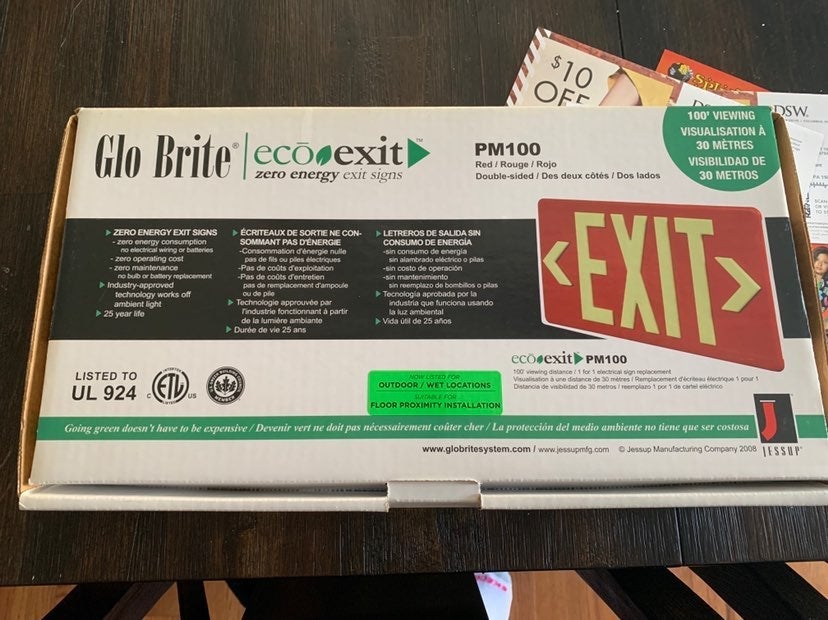 $10
OFF
DSW.
Glo Brite®
ecō exit™
zero energy exit signs
PM100
Red / Rouge / Rojo
Double-sided / Des deux côtés / Dos lados
100' VIEWING
VISUALISATION À
30 MÈTRES
VISIBILIDAD DE
30 METROS
▶ ZERO ENERGY EXIT SIGNS
- zero energy consumption
no electrical wiring or batteries
- zero operating cost
- zero maintenance
no bulb or battery replacement
▶ Industry-approved
technology works off
ambient light
▶ 25 year life
▶ ÉCRITEAUX DE SORTIE NE CON-
SOMMANT PAS D'ÉNERGIE
-Consommation d'énergie nulle
pas de fils ou piles électriques
-Pas de coûts d'exploitation
-Pas de coûts d'entretien
pas de remplacement d'ampoule
ou de pile
▶ Technologie approuvée par
l'industrie fonctionnant à partir
de la lumière ambiante
▶ Durée de vie 25 ans
▶ LETREROS DE SALIDA SIN
CONSUMO DE ENERGÍA
-sin consumo de energía
sin alambrado eléctrico o pilas
-sin costo de operación
-sin mantenimiento
sin reemplazo de bombillos o pilas
▶ Tecnología aprobada por la
industria que funciona usando
la luz ambiental
▶ Vida útil de 25 años
<EXIT>
ecō exit PM100
100' viewing distance / 1 for 1 electrical sign replacement
Visualisation à une distance de 30 mètres / Remplacement d'écriteau électrique 1 pour 1
Distancia de visibilidad de 30 metros / reemplazo 1 por 1 de cartel eléctrico
LISTED TO
UL 924
INTERTEK
ETL
LISTED
C US
MEMBER
NOW LISTED FOR
OUTDOOR / WET LOCATIONS
SUITABLE FOR
FLOOR PROXIMITY INSTALLATION
Going green doesn't have to be expensive / Devenir vert ne doit pas nécessairement coûter cher / La protección del medio ambiente no tiene que ser costosa
J
JESSUP®
www.globritesystem.com / www.jessupmfg.com © Jessup Manufacturing Company 2008